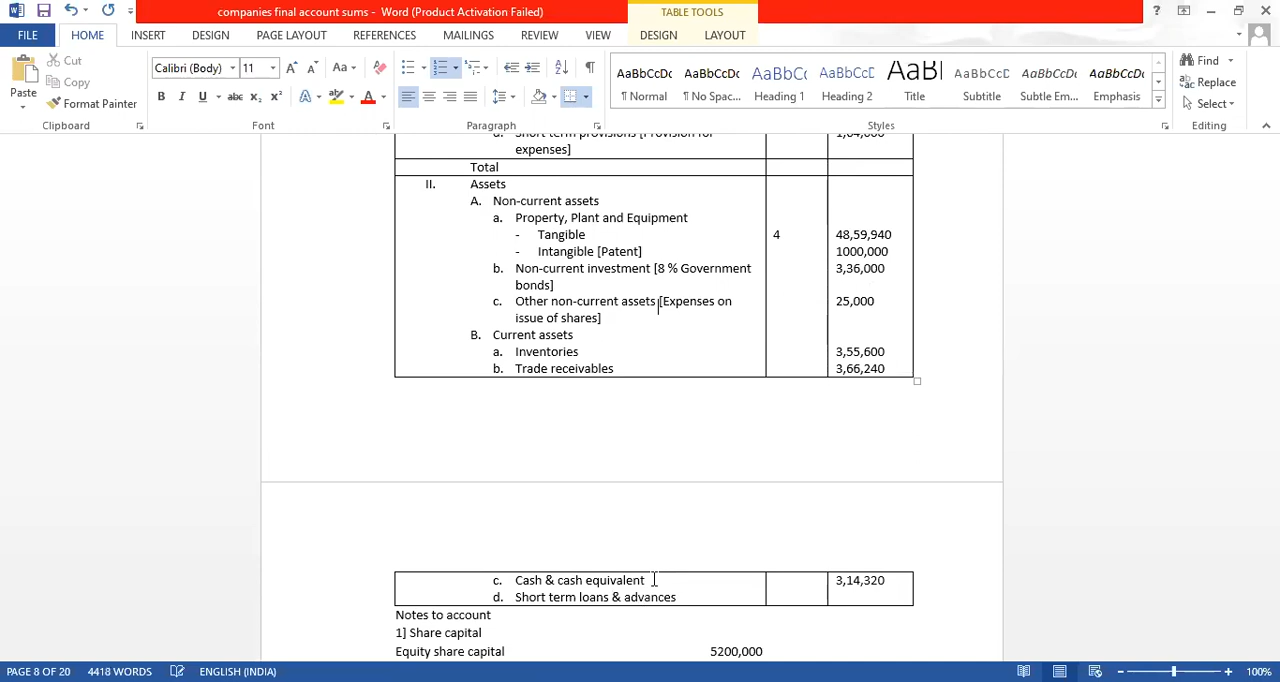 companies final account sums - Word (Product Activation Failed)
TABLE TOOLS
FILE HOME INSERT DESIGN PAGE LAYOUT REFERENCES MAILINGS REVIEW VIEW DESIGN LAYOUT
Cut
Copy
Format Painter
Paste
Clipboard
Calibri (Body) 11
Font
Paragraph
AaBbCcDc AaBbCcDc AaBbCc AaBbCcD AaBl AaBbCcD AaBbCcDc AaBbCcDc
¶ Normal ¶ No Spac... Heading 1 Heading 2 Title Subtitle Subtle Em... Emphasis
Styles
Find
Replace
Select
Editing
expenses]
Total
II. Assets
A. Non-current assets
a. Property, Plant and Equipment
- Tangible 4 48,59,940
- Intangible [Patent] 1000,000
b. Non-current investment [8 % Government 3,36,000
bonds]
c. Other non-current assets [Expenses on 25,000
issue of shares]
B. Current assets
a. Inventories 3,55,600
b. Trade receivables 3,66,240
c. Cash & cash equivalent 3,14,320
d. Short term loans & advances
Notes to account
1] Share capital
Equity share capital 5200,000
PAGE 8 OF 20 4418 WORDS ENGLISH (INDIA) 100%